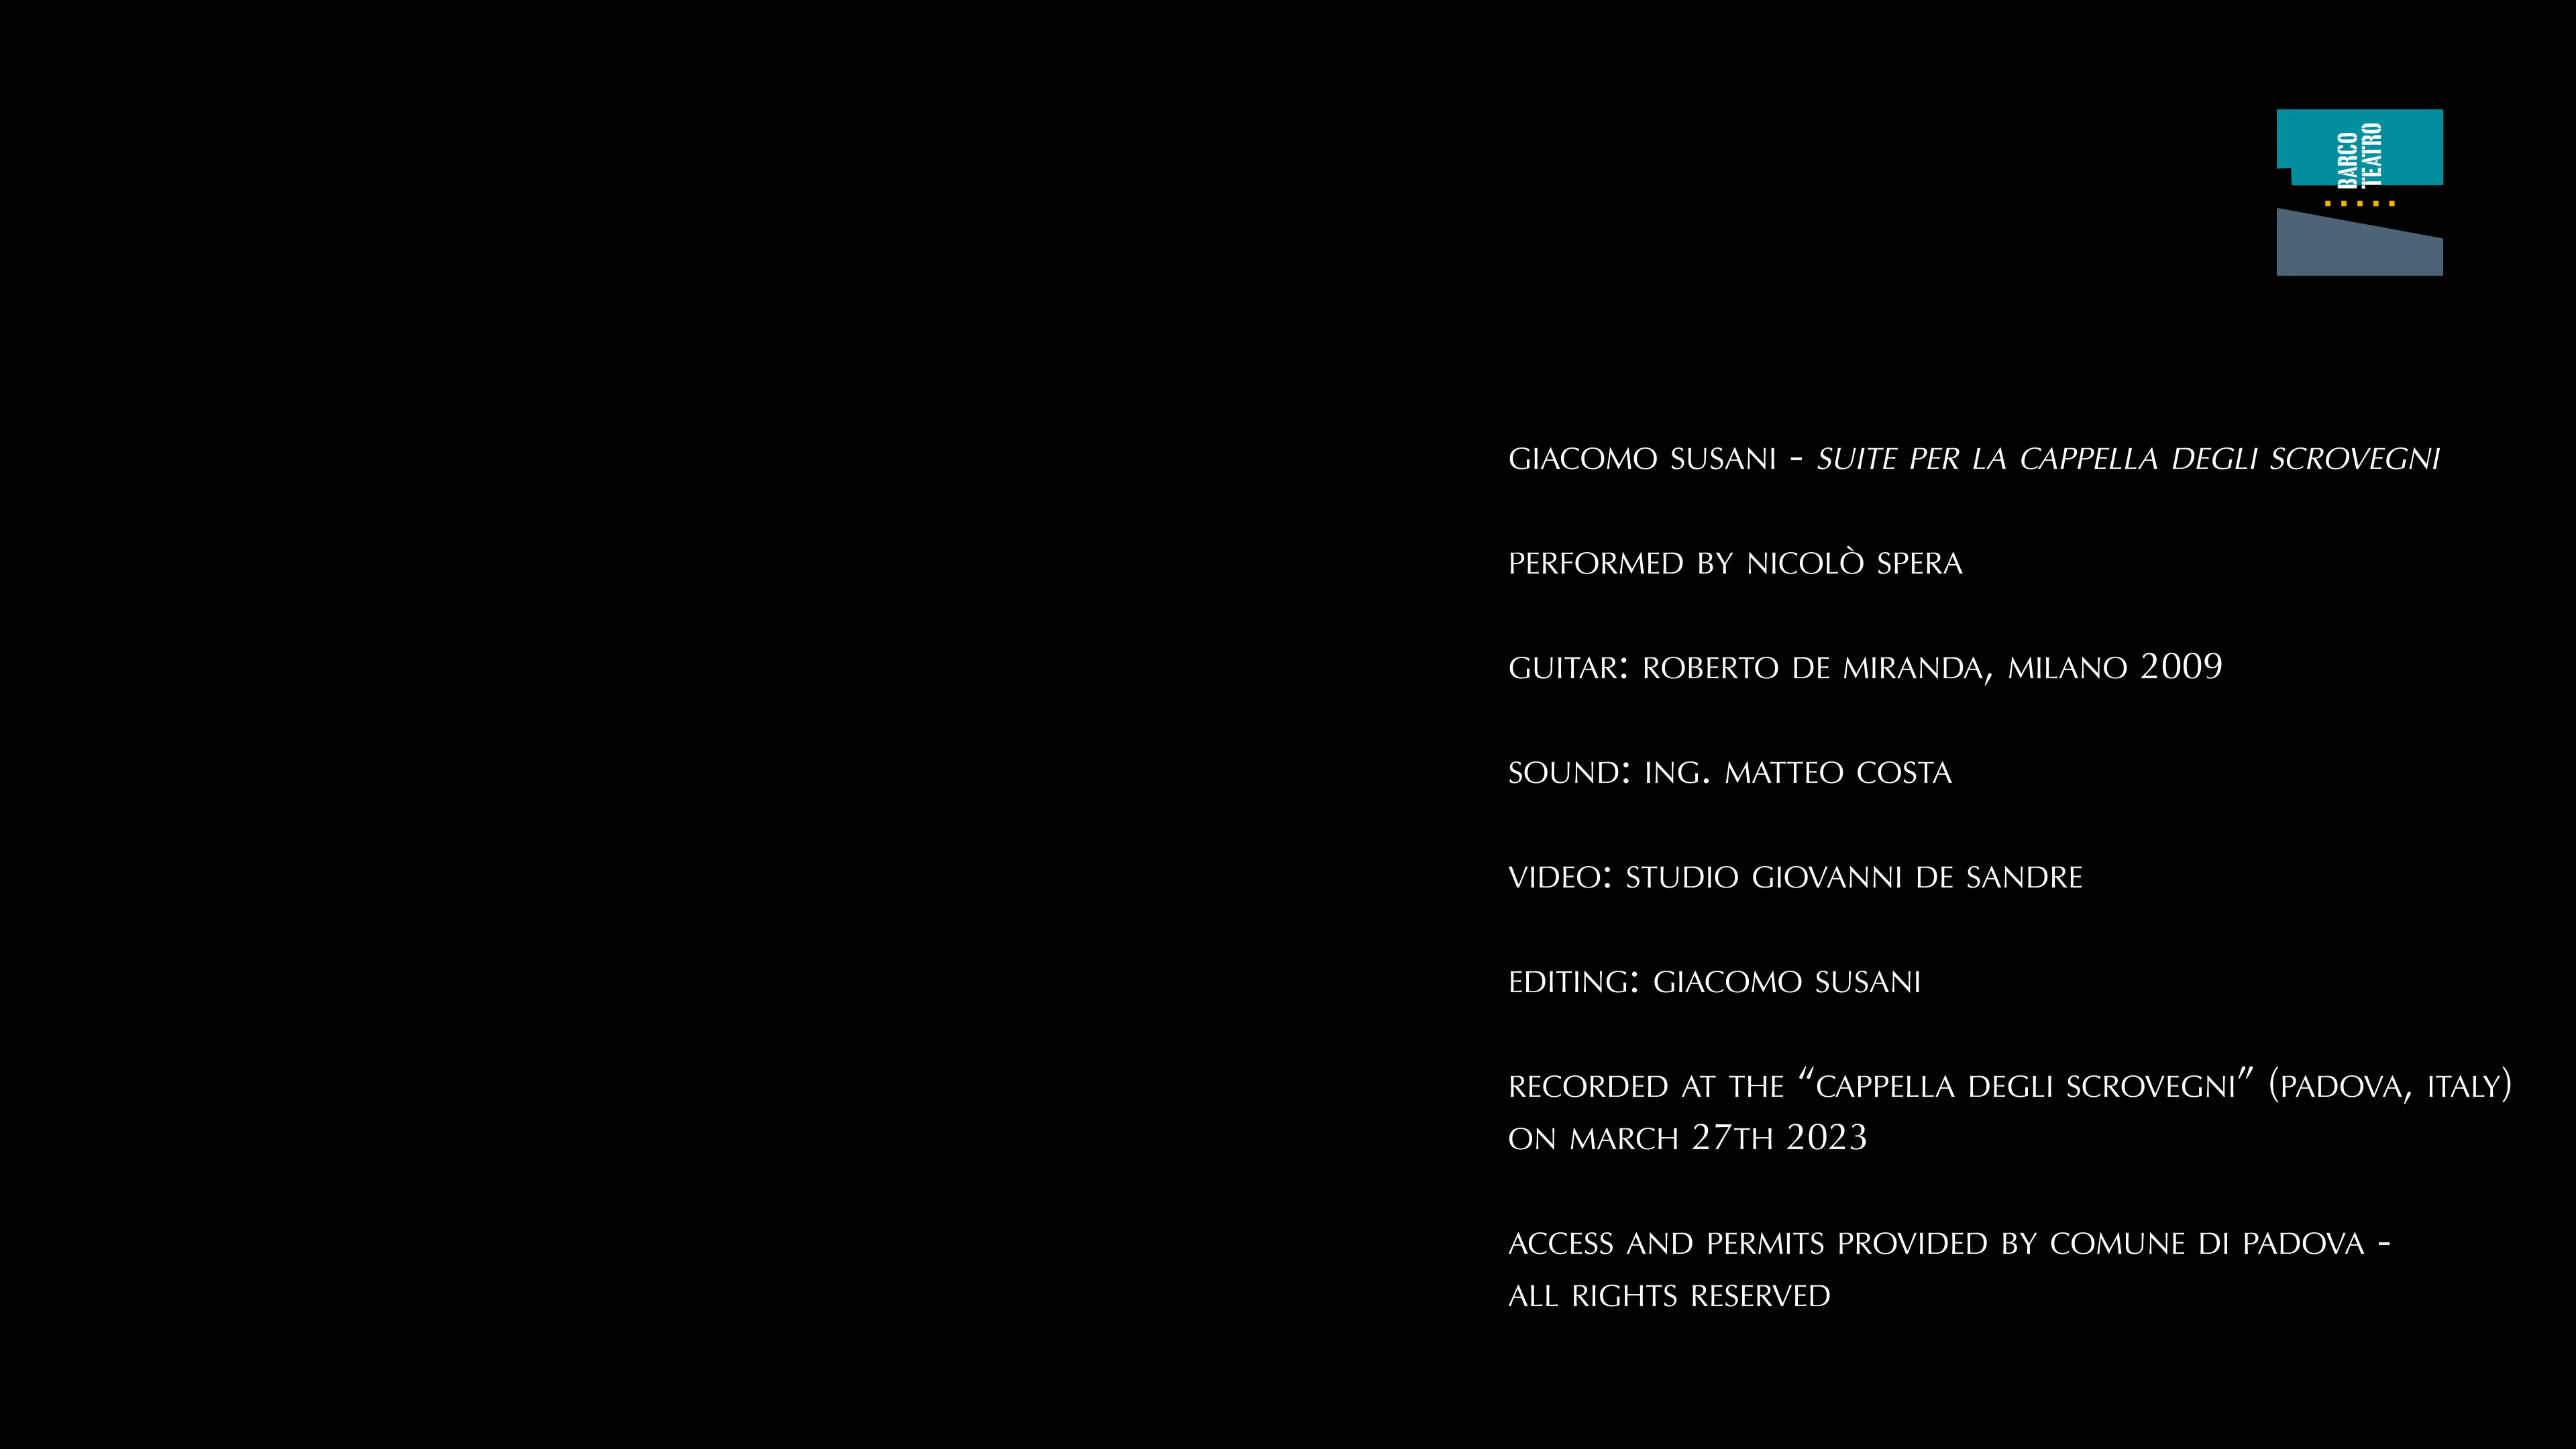 BARCO
TEATRO
GIACOMO SUSANI - SUITE PER LA CAPPELLA DEGLI SCROVEGNI
PERFORMED BY NICOLÒ SPERA
GUITAR: ROBERTO DE MIRANDA, MILANO 2009
SOUND: ING. MATTEO COSTA
VIDEO: STUDIO GIOVANNI DE SANDRE
EDITING: GIACOMO SUSANI
RECORDED AT THE “CAPPELLA DEGLI SCROVEGNI” (PADOVA, ITALY)
ON MARCH 27TH 2023
ACCESS AND PERMITS PROVIDED BY COMUNE DI PADOVA -
ALL RIGHTS RESERVED